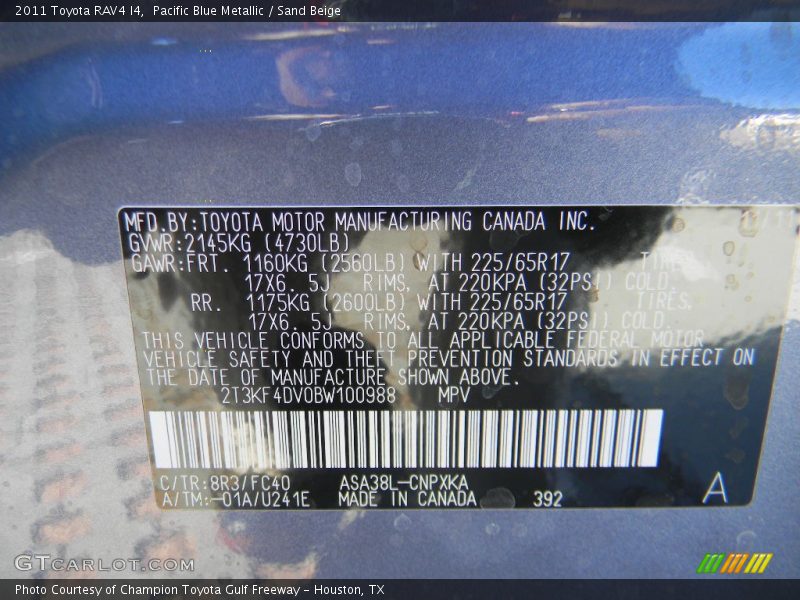 2011 Toyota RAV4 I4, Pacific Blue Metallic / Sand Beige
MFD.BY:TOYOTA MOTOR MANUFACTURING CANADA INC.
GVWR:2145KG (4730LB)
GAWR:FRT. 1160KG (2560LB) WITH 225/65R17
17X6.5J RIMS, AT 220KPA (32PSI) COLD.
RR. 1175KG (2600LB) WITH 225/65R17 TIRES,
17X6.5J RIMS, AT 220KPA (32PSI) COLD.
THIS VEHICLE CONFORMS TO ALL APPLICABLE FEDERAL MOTOR
VEHICLE SAFETY AND THEFT PREVENTION STANDARDS IN EFFECT ON
THE DATE OF MANUFACTURE SHOWN ABOVE.
2T3KF4DV0BW100988 MPV
C/TR:8R3/FC40 ASA38L-CNPXKA
A/TM:-01A/U241E MADE IN CANADA 392
A
GTCARLOT.COM
Photo Courtesy of Champion Toyota Gulf Freeway - Houston, TX